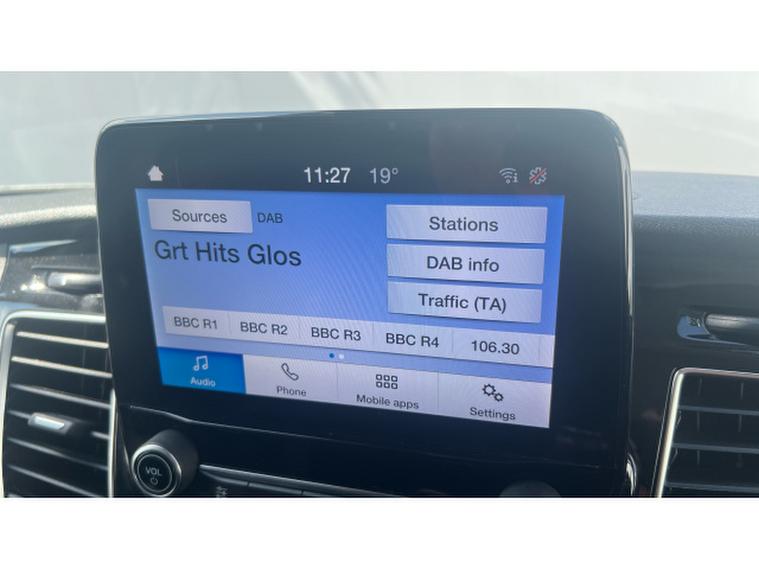 11:27 19°
Sources DAB
Grt Hits Glos
Stations
DAB info
Traffic (TA)
BBC R1 BBC R2 BBC R3 BBC R4 106.30
Audio Phone Mobile apps Settings
VOL